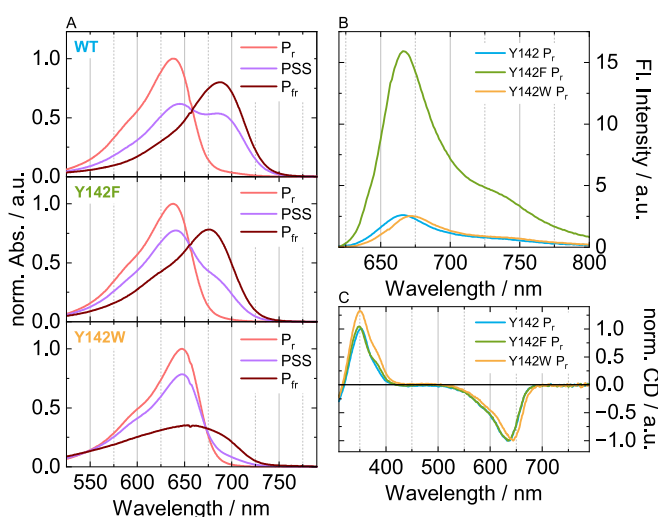 A
WT
Pr
PSS
Pfr
1.0
0.5
0.0
Y142F
Pr
PSS
Pfr
1.0
0.5
0.0
Y142W
Pr
PSS
Pfr
1.0
0.5
0.0
norm. Abs. / a.u.
550 600 650 700 750
Wavelength / nm
B
Y142 Pr
Y142F Pr
Y142W Pr
15
10
5
0
Fl. Intensity / a.u.
650 700 750 800
Wavelength / nm
C
Y142 Pr
Y142F Pr
Y142W Pr
1.0
0.5
0.0
−0.5
−1.0
norm. CD / a.u.
400 500 600 700
Wavelength / nm